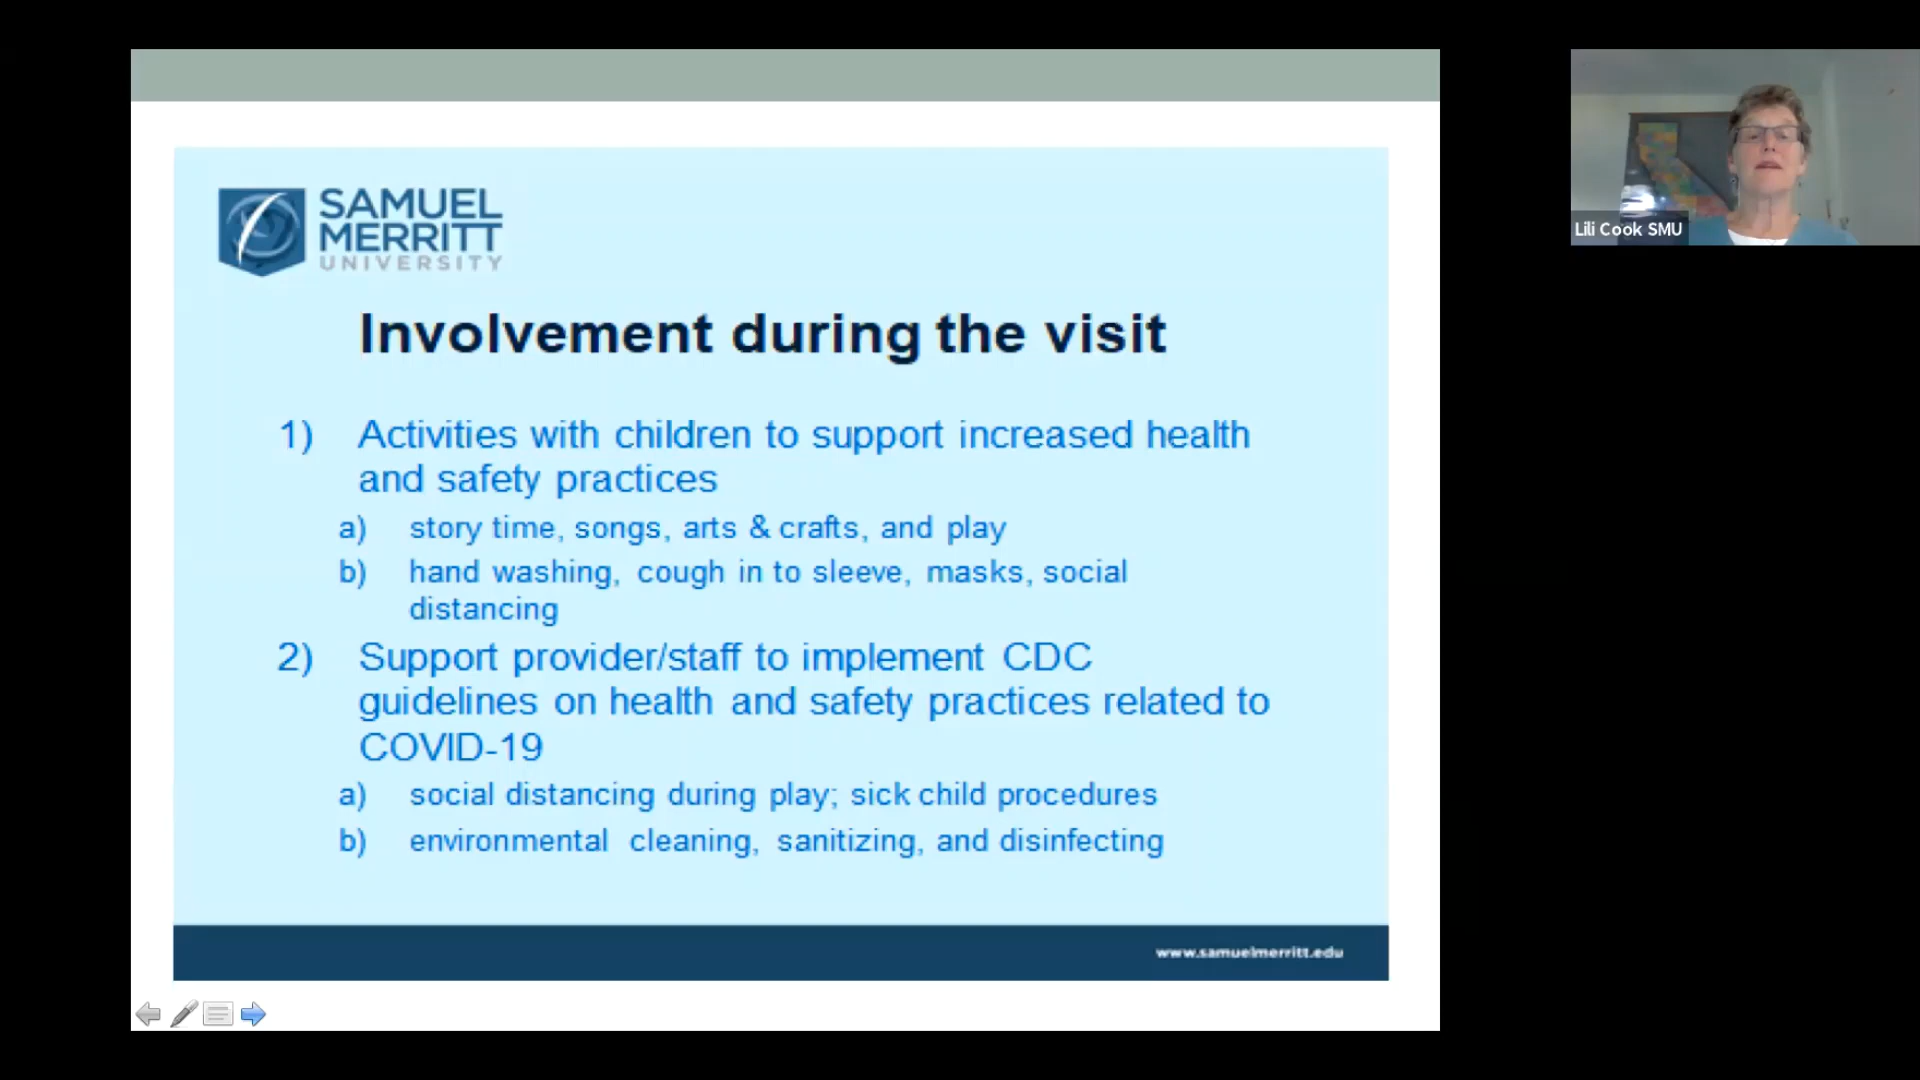 SAMUEL
MERRITT
UNIVERSITY
Lili Cook SMU
Involvement during the visit
1) Activities with children to support increased health
and safety practices
a) story time, songs, arts & crafts, and play
b) hand washing, cough in to sleeve, masks, social
distancing
2) Support provider/staff to implement CDC
guidelines on health and safety practices related to
COVID-19
a) social distancing during play; sick child procedures
b) environmental cleaning, sanitizing, and disinfecting
www.samuelmerritt.edu